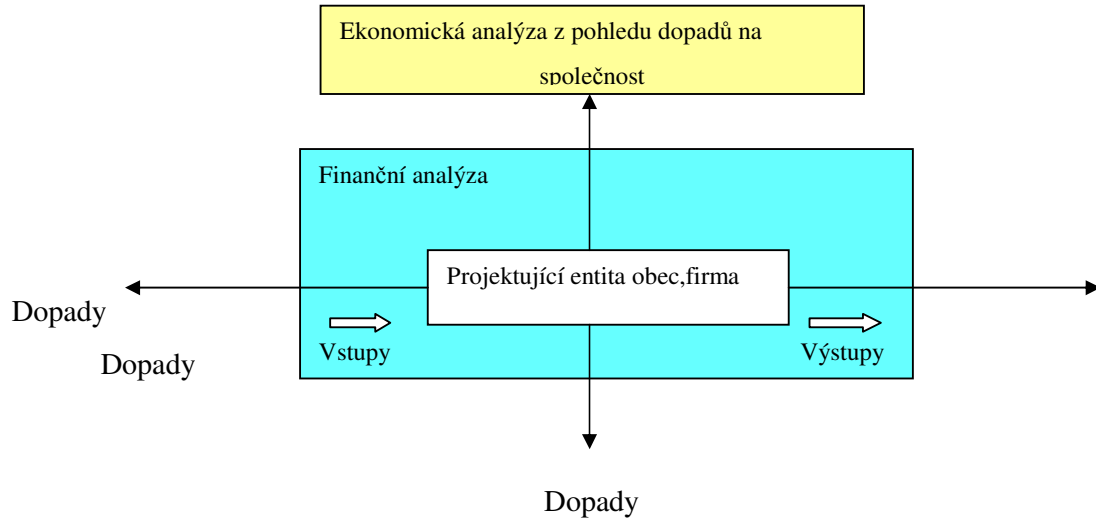 Ekonomická analýza z pohledu dopadů na
společnost
Finanční analýza
Projektující entita obec,firma
Dopady
Vstupy
Výstupy
Dopady
Dopady